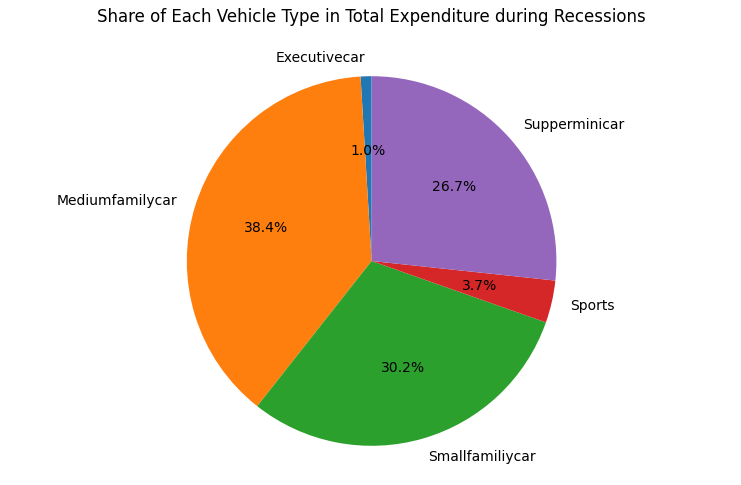 Share of Each Vehicle Type in Total Expenditure during Recessions
Executivecar
1.0%
Supperminicar
26.7%
Mediumfamilycar
38.4%
Sports
3.7%
30.2%
Smallfamiliycar